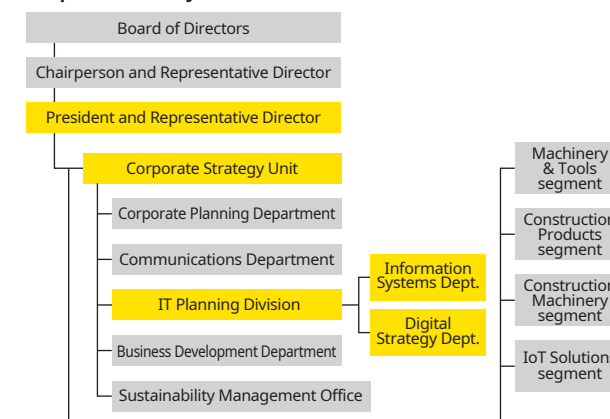 Board of Directors
Chairperson and Representative Director
President and Representative Director
Corporate Strategy Unit
Corporate Planning Department
Communications Department
IT Planning Division
Business Development Department
Sustainability Management Office
Information
Systems Dept.
Digital
Strategy Dept.
Machinery
& Tools
segment
Construction
Products
segment
Construction
Machinery
segment
IoT Solutions
segment